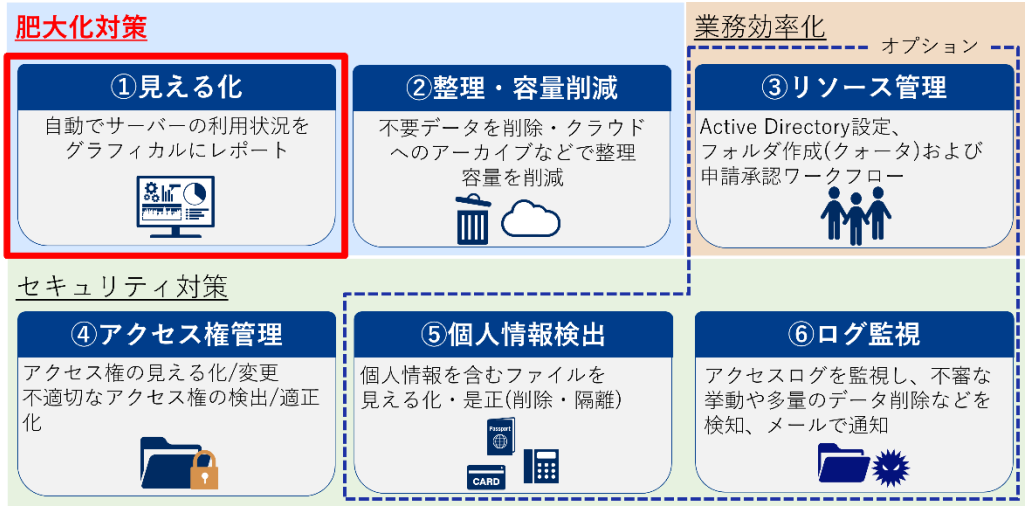 肥大化対策
①見える化
自動でサーバーの利用状況を
グラフィカルにレポート
②整理・容量削減
不要データを削除・クラウド
へのアーカイブなどで整理
容量を削減
業務効率化
オプション
③リソース管理
Active Directory設定、
フォルダ作成(クォータ)および
申請承認ワークフロー
セキュリティ対策
④アクセス権管理
アクセス権の見える化/変更
不適切なアクセス権の検出/適正
化
⑤個人情報検出
個人情報を含むファイルを
見える化・是正(削除・隔離)
Passport
CARD
⑥ログ監視
アクセスログを監視し、不審な
挙動や多量のデータ削除などを
検知、メールで通知